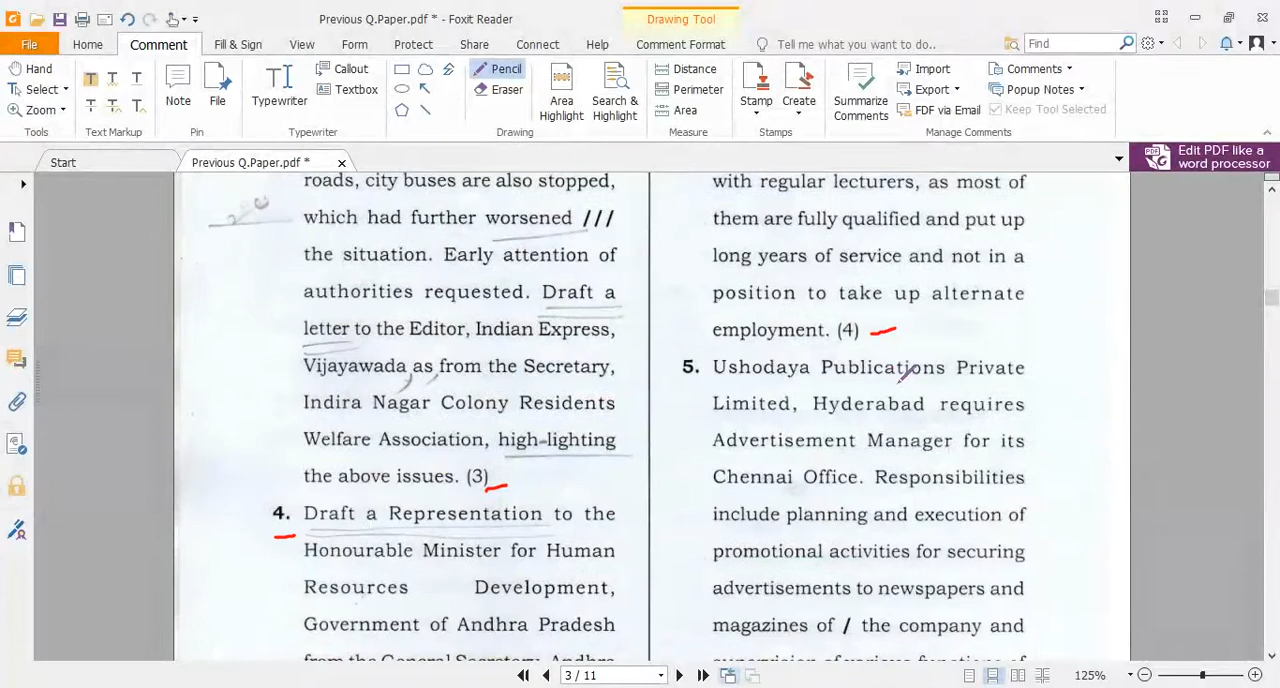 Previous Q.Paper.pdf * - Foxit Reader
Drawing Tool
File
Home
Comment
Fill & Sign
View
Form
Protect
Share
Connect
Help
Comment Format
Tell me what you want to do..
Find
Hand
Select
Zoom
Tools
Text Markup
Note
File
Pin
Typewriter
Callout
Textbox
Typewriter
Pencil
Eraser
Drawing
Area
Highlight
Search &
Highlight
Distance
Perimeter
Area
Measure
Stamp
Create
Stamps
Summarize
Comments
Import
Export
FDF via Email
Comments
Popup Notes
Keep Tool Selected
Manage Comments
Start
Previous Q.Paper.pdf *
Edit PDF like a
word processor
roads, city buses are also stopped,
which had further worsened ///
the situation. Early attention of
authorities requested. Draft a
letter to the Editor, Indian Express,
Vijayawada as from the Secretary,
Indira Nagar Colony Residents
Welfare Association, high-lighting
the above issues. (3)
4. Draft a Representation to the
Honourable Minister for Human
Resources Development,
Government of Andhra Pradesh
from the General Secretary, Andhra
with regular lecturers, as most of
them are fully qualified and put up
long years of service and not in a
position to take up alternate
employment. (4)
5. Ushodaya Publications Private
Limited, Hyderabad requires
Advertisement Manager for its
Chennai Office. Responsibilities
include planning and execution of
promotional activities for securing
advertisements to newspapers and
magazines of / the company and
supervision of various functions of
3 / 11
125%